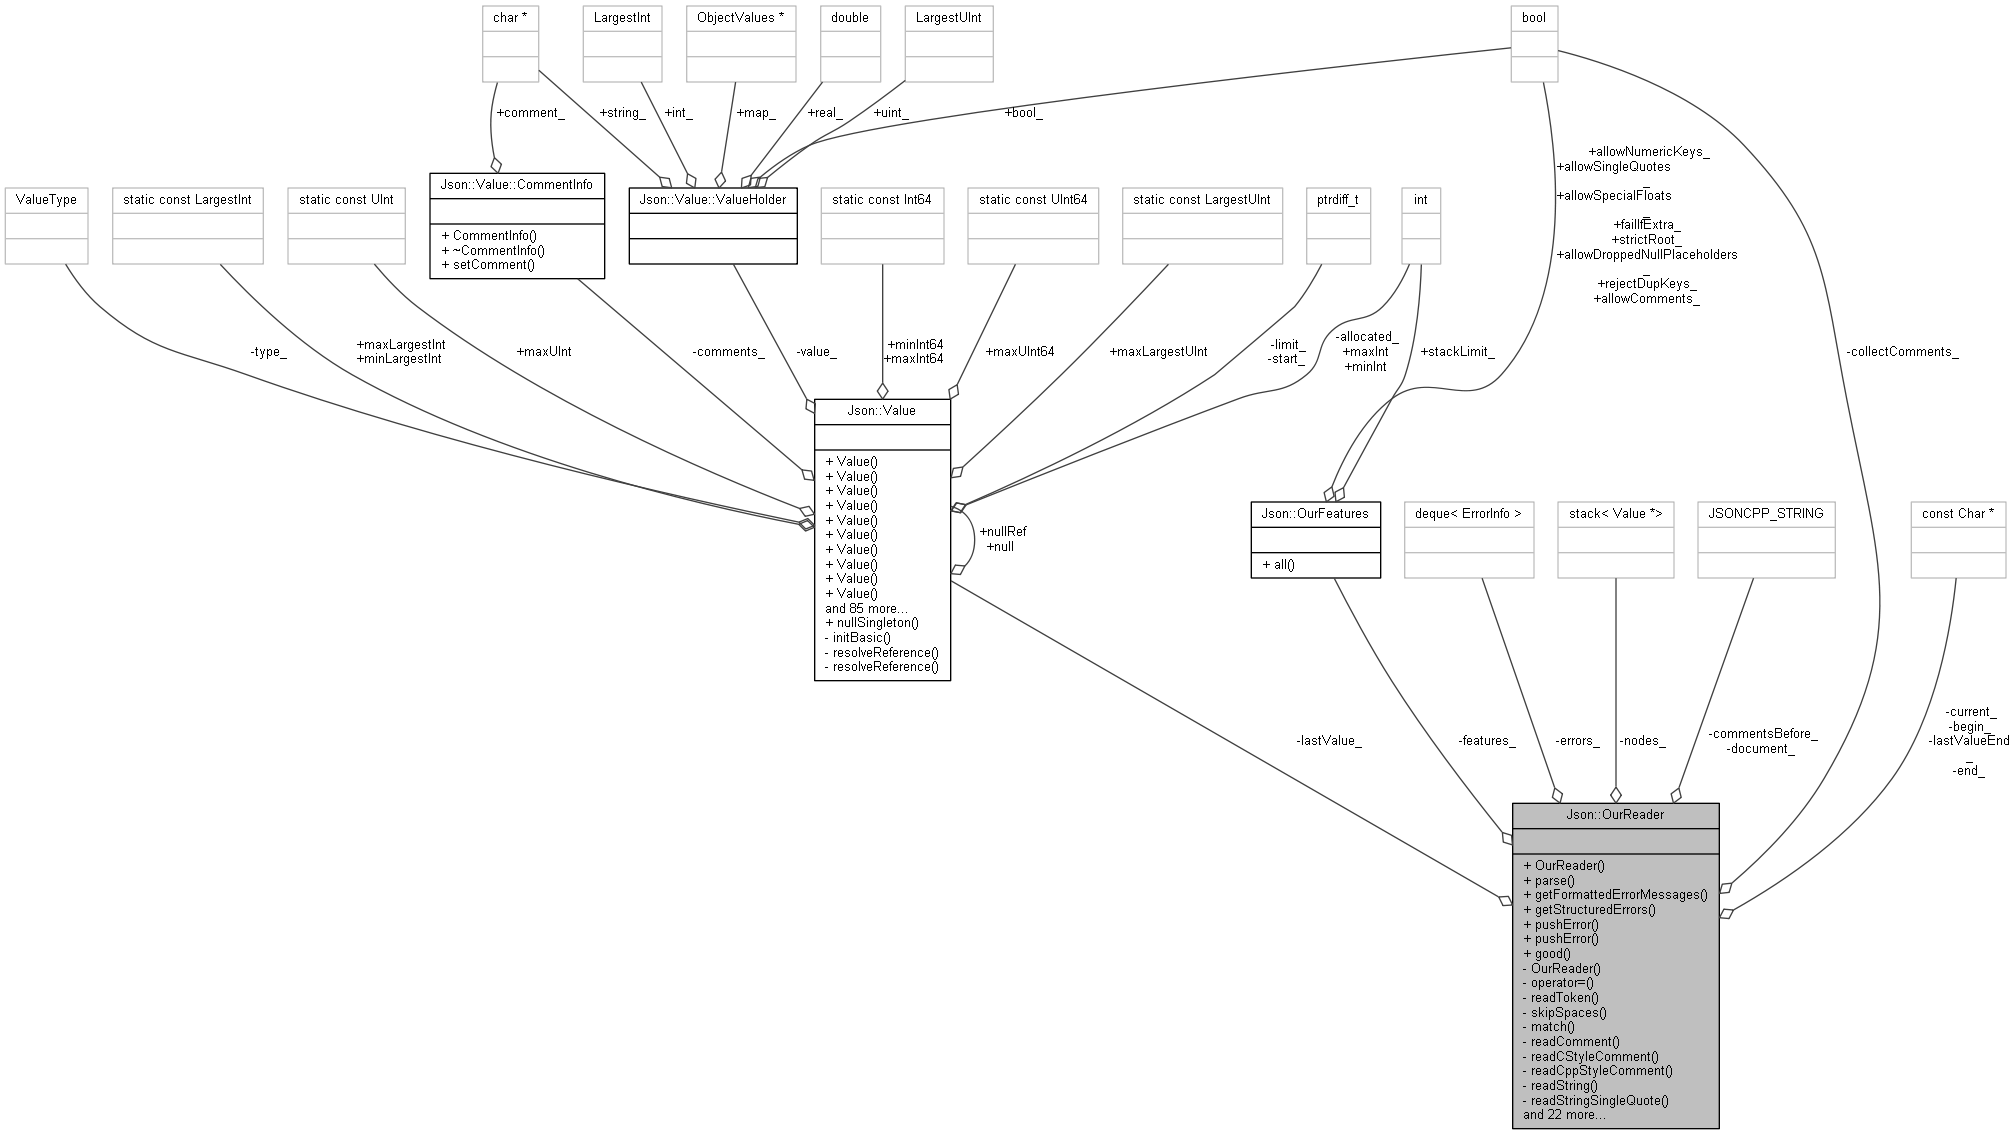 char *
LargestInt
ObjectValues *
double
LargestUInt
bool
+comment_
+string_
+int_
+map_
+real_
+uint_
+bool_
+allowNumericKeys_
+allowSingleQuotes
_
+allowSpecialFloats
_
+failIfExtra_
+strictRoot_
+allowDroppedNullPlaceholders
_
+rejectDupKeys_
+allowComments_
ValueType
static const LargestInt
static const UInt
Json::Value::CommentInfo
+ CommentInfo()
+ ~CommentInfo()
+ setComment()
Json::Value::ValueHolder
static const Int64
static const UInt64
static const LargestUInt
ptrdiff_t
int
-type_
+maxLargestInt
+minLargestInt
+maxUInt
-comments_
-value_
+minInt64
+maxInt64
+maxUInt64
+maxLargestUInt
-limit_
-start_
-allocated_
+maxInt
+minInt
+stackLimit_
-collectComments_
Json::Value
+ Value()
+ Value()
+ Value()
+ Value()
+ Value()
+ Value()
+ Value()
+ Value()
+ Value()
+ Value()
and 85 more...
+ nullSingleton()
- initBasic()
- resolveReference()
- resolveReference()
+nullRef
+null
Json::OurFeatures
+ all()
deque< ErrorInfo >
stack< Value *>
JSONCPP_STRING
const Char *
-lastValue_
-features_
-errors_
-nodes_
-commentsBefore_
-document_
-current_
-begin_
-lastValueEnd
_
-end_
Json::OurReader
+ OurReader()
+ parse()
+ getFormattedErrorMessages()
+ getStructuredErrors()
+ pushError()
+ pushError()
+ good()
- OurReader()
- operator=()
- readToken()
- skipSpaces()
- match()
- readComment()
- readCStyleComment()
- readCppStyleComment()
- readString()
- readStringSingleQuote()
and 22 more...